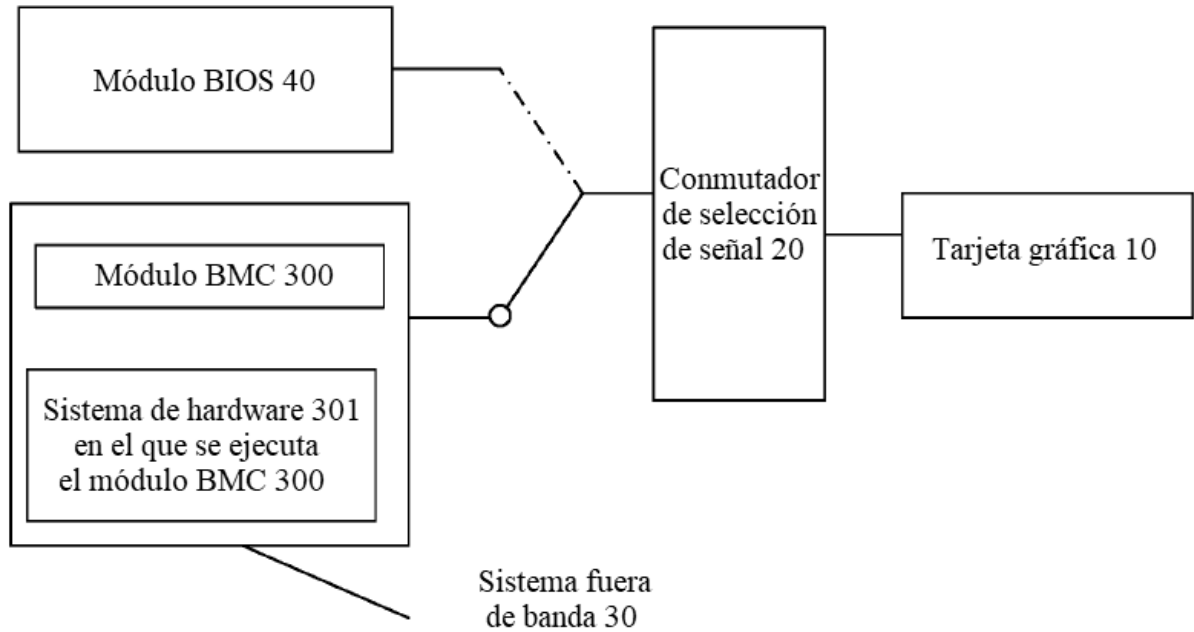 Módulo BIOS 40
Módulo BMC 300
Sistema de hardware 301
en el que se ejecuta
el módulo BMC 300
Conmutador
de selección
de señal 20
Tarjeta gráfica 10
Sistema fuera
de banda 30